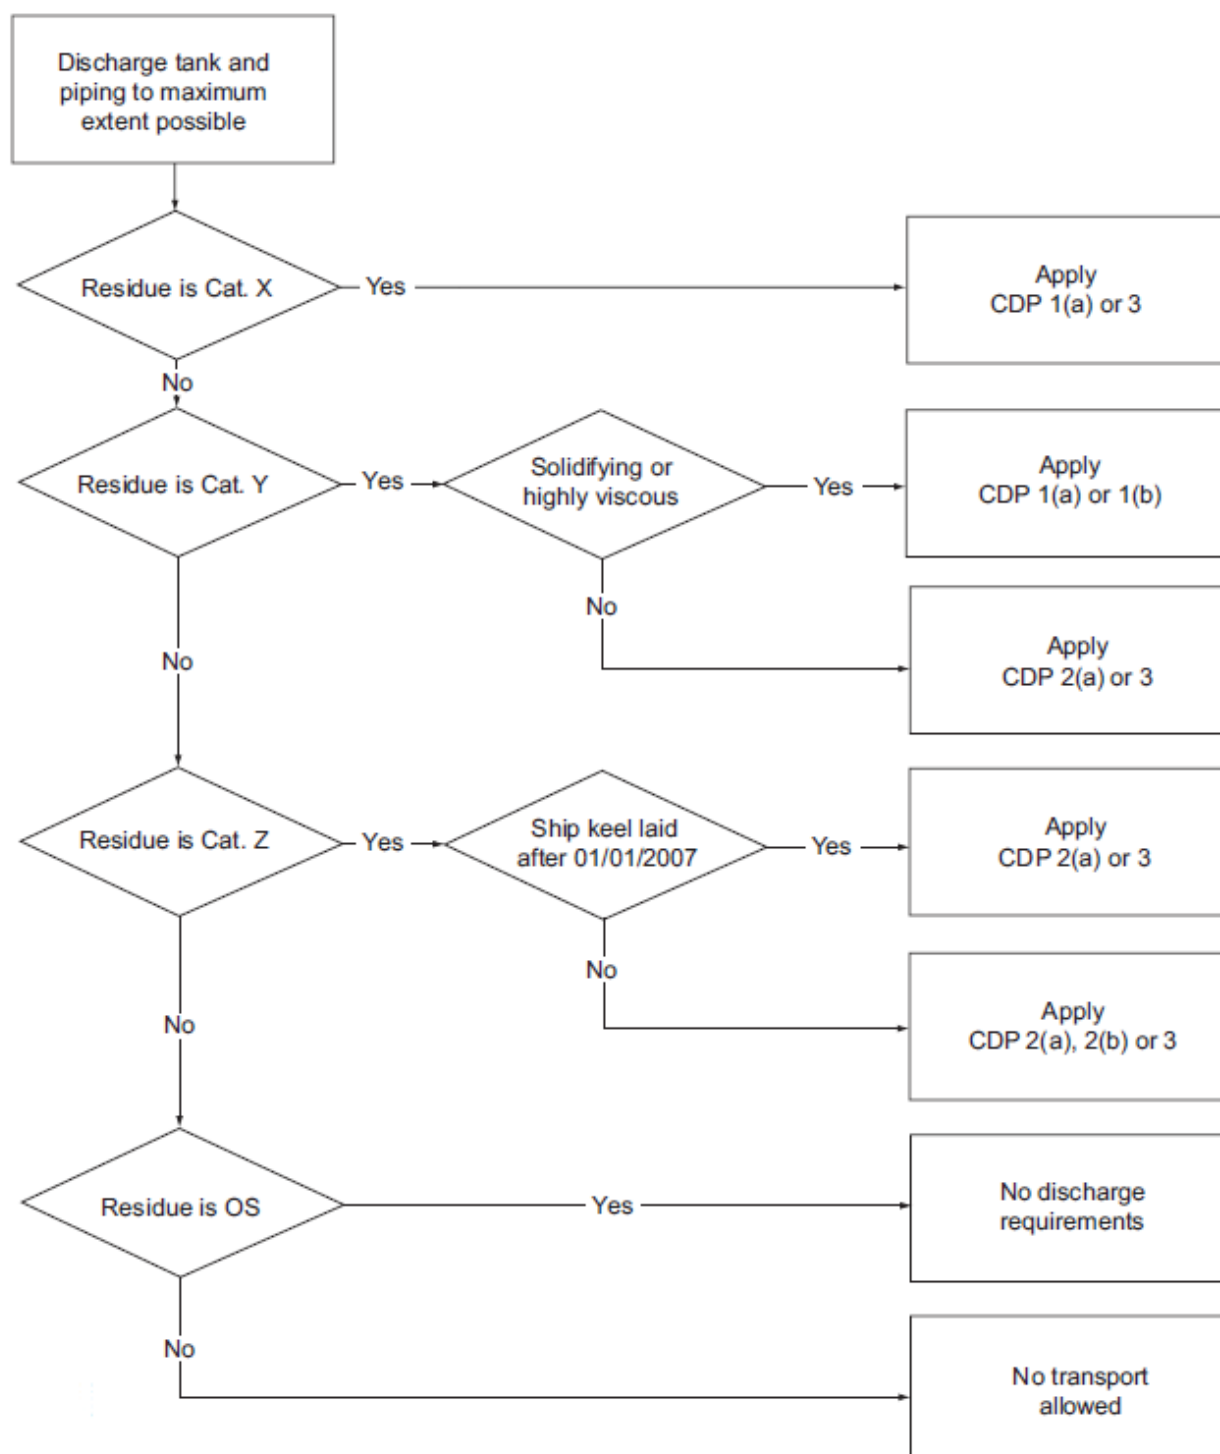 Discharge tank and
piping to maximum
extent possible
Residue is Cat. X
Yes
Apply
CDP 1(a) or 3
No
Residue is Cat. Y
Yes
Solidifying or
highly viscous
Yes
Apply
CDP 1(a) or 1(b)
No
Apply
CDP 2(a) or 3
No
Residue is Cat. Z
Yes
Ship keel laid
after 01/01/2007
Yes
Apply
CDP 2(a) or 3
No
Apply
CDP 2(a), 2(b) or 3
No
Residue is OS
Yes
No discharge
requirements
No
No transport
allowed